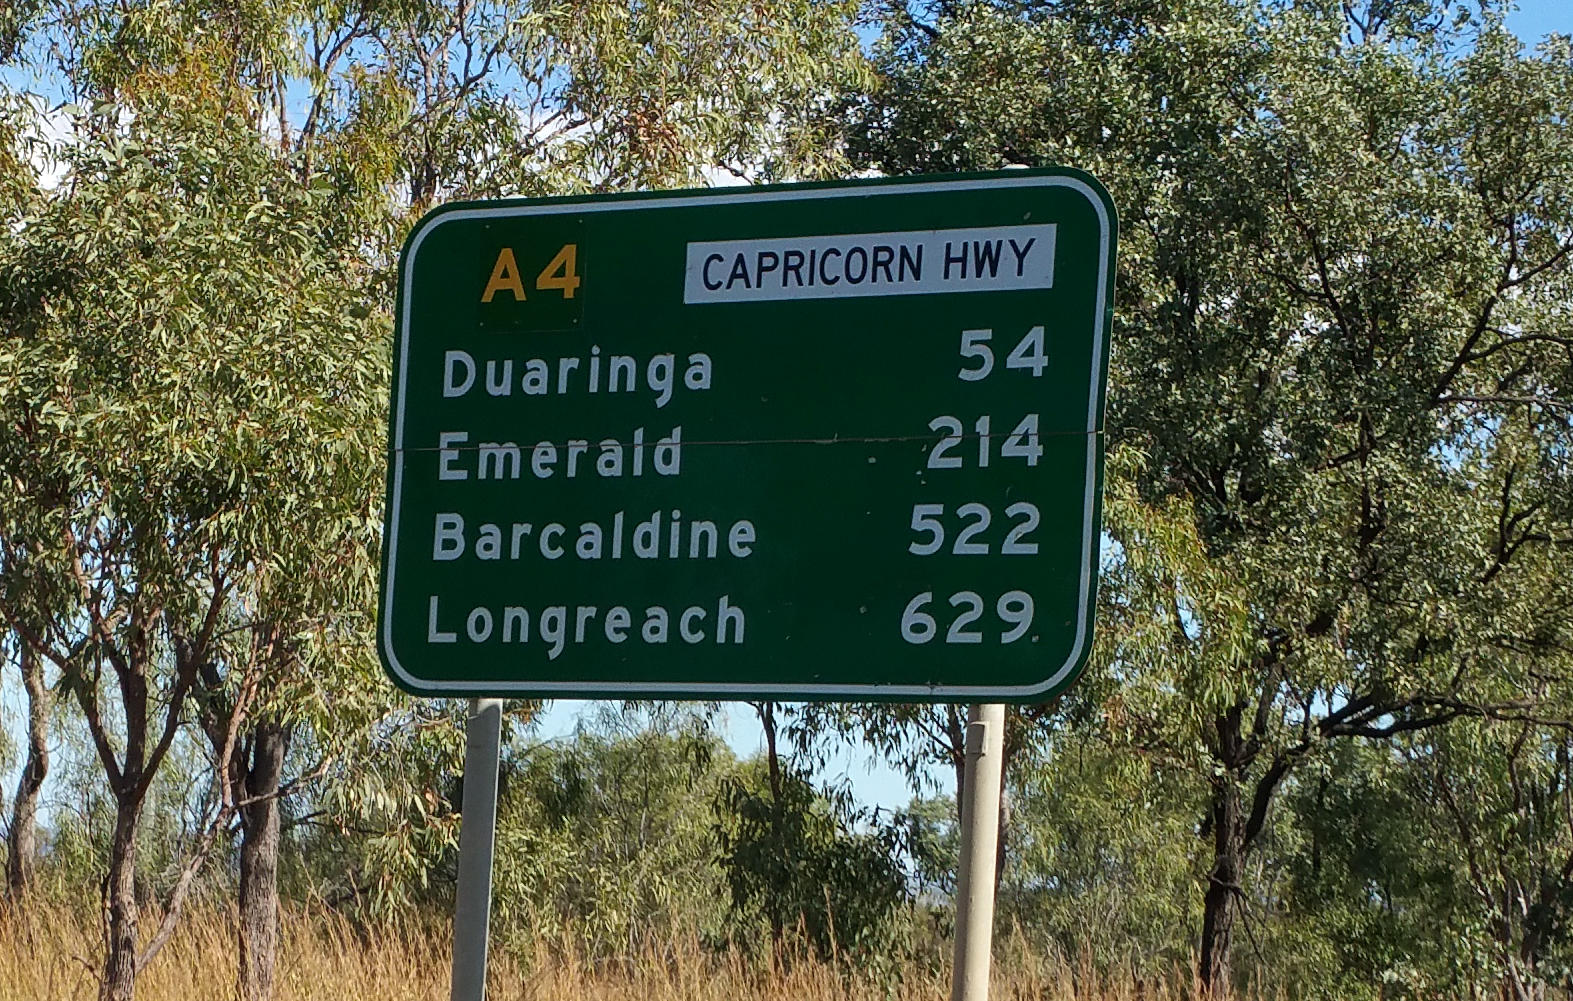 A4 CAPRICORN HWY
Duaringa 54
Emerald 214
Barcaldine 522
Longreach 629